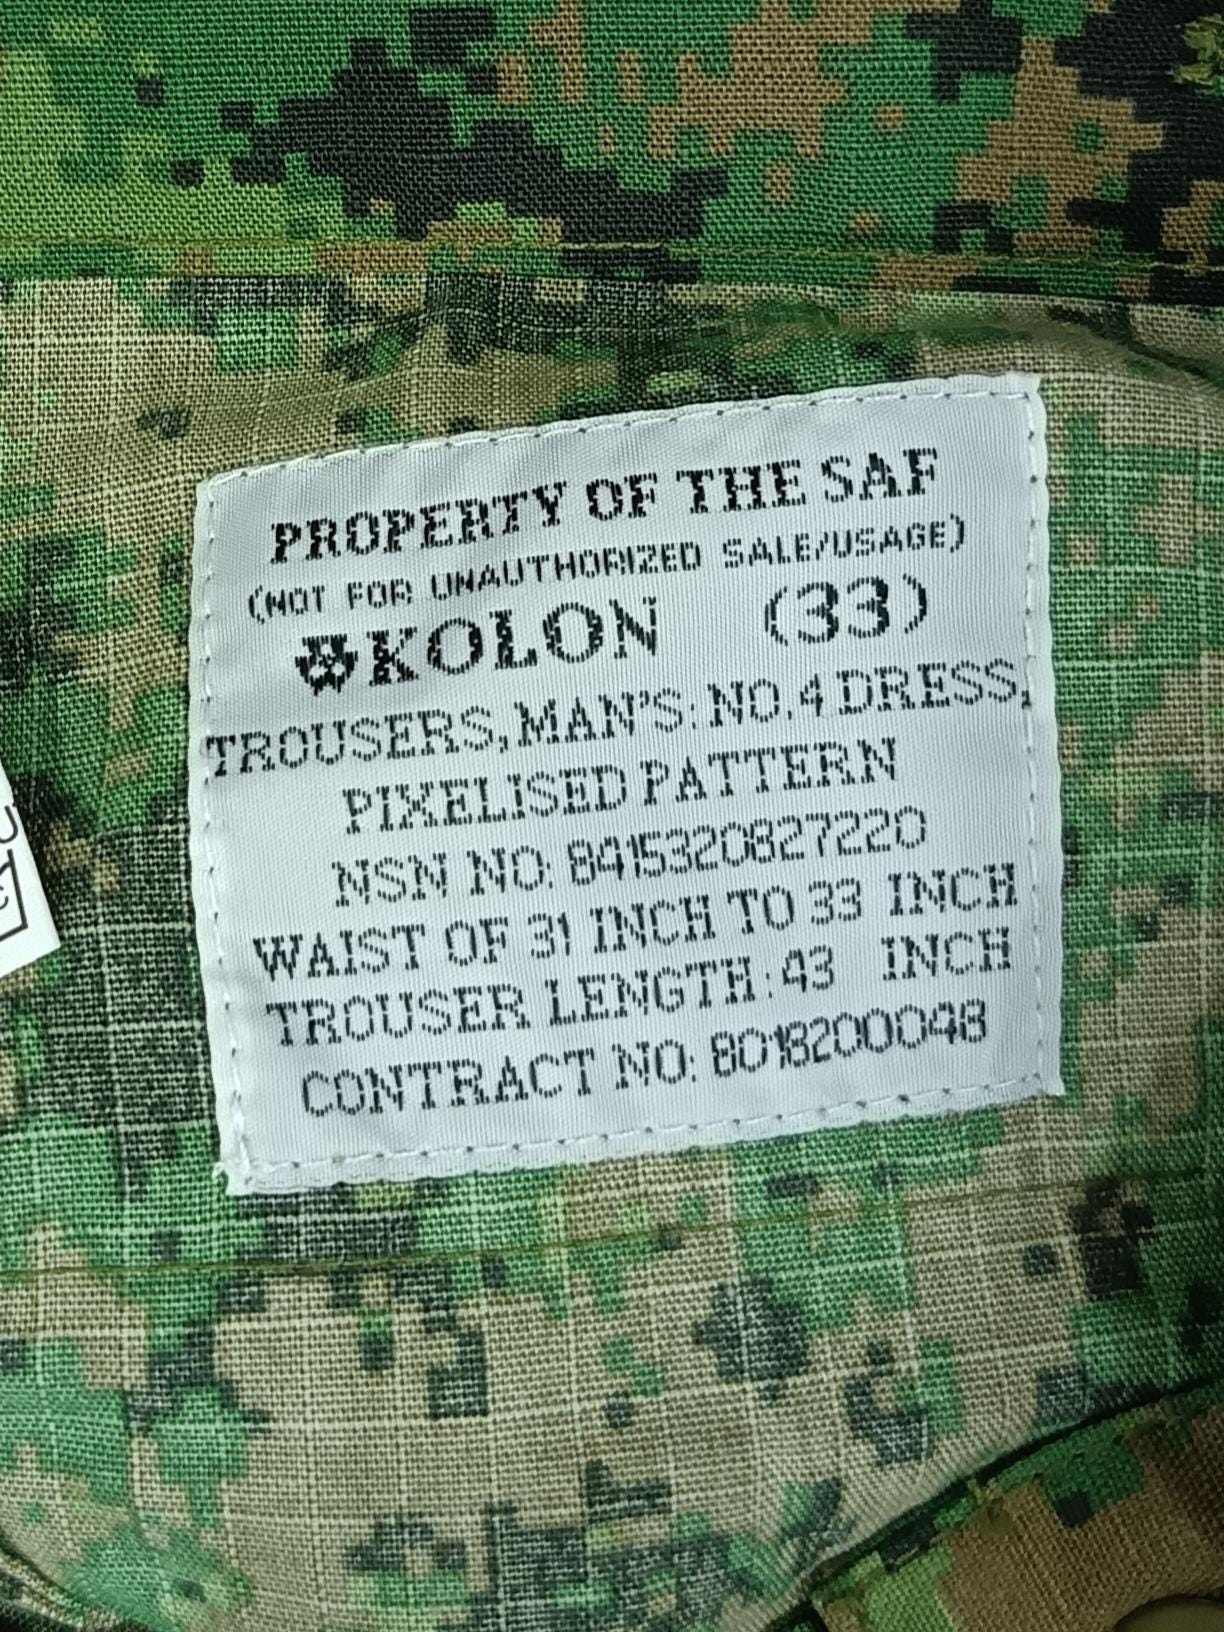 PROPERTY OF THE SAF
(NOT FOR UNAUTHORIZED SALE/USAGE)
KOLON (33)
TROUSERS, MAN'S: NO. 4 DRESS,
PIXELISED PATTERN
NSN NO: 8415320827220
WAIST OF 31 INCH TO 33 INCH
TROUSER LENGTH: 43 INCH
CONTRACT NO: 8018200048